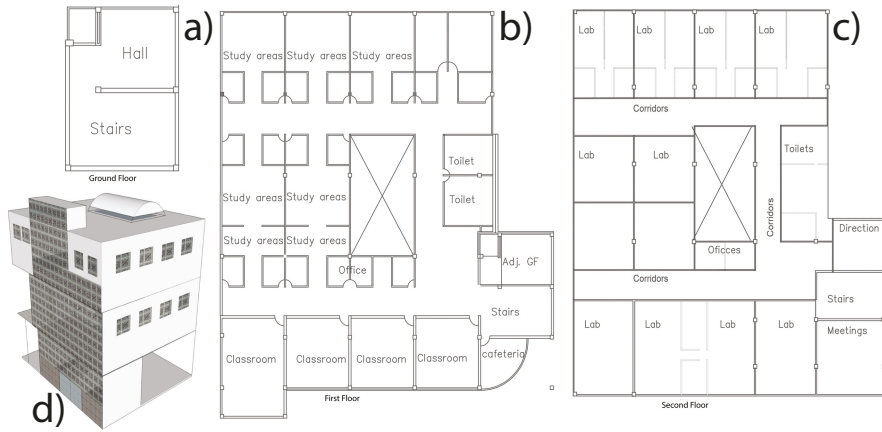 a)
Hall
Stairs
Ground Floor
b)
Study areas Study areas Study areas
Toilet
Toilet
Study areas Study areas
Study areas Study areas
Office
Adj. GF
Stairs
Classroom Classroom Classroom Classroom
cafeteria
First Floor
c)
Lab Lab Lab Lab
Corridors
Lab Lab
Toilets
Corridors
Direction
Oficces
Corridors
Stairs
Lab Lab Lab Lab
Meetings
Second Floor
d)